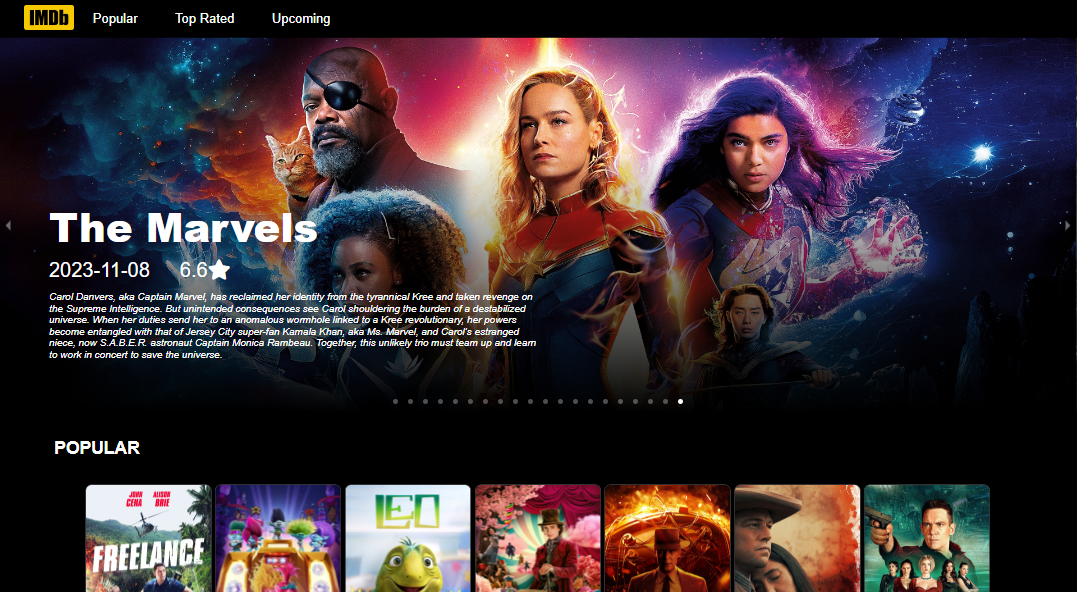 IMDb
Popular
Top Rated
Upcoming
The Marvels
2023-11-08
6.6
Carol Danvers, aka Captain Marvel, has reclaimed her identity from the tyrannical Kree and taken revenge on
the Supreme Intelligence. But unintended consequences see Carol shouldering the burden of a destabilized
universe. When her duties send her to an anomalous wormhole linked to a Kree revolutionary, her powers
become entangled with that of Jersey City super-fan Kamala Khan, aka Ms. Marvel, and Carol's estranged
niece, now S.A.B.E.R. astronaut Captain Monica Rambeau. Together, this unlikely trio must team up and learn
to work in concert to save the universe.
POPULAR
JOHN CENA
ALISON BRIE
FREELANCE
LEO